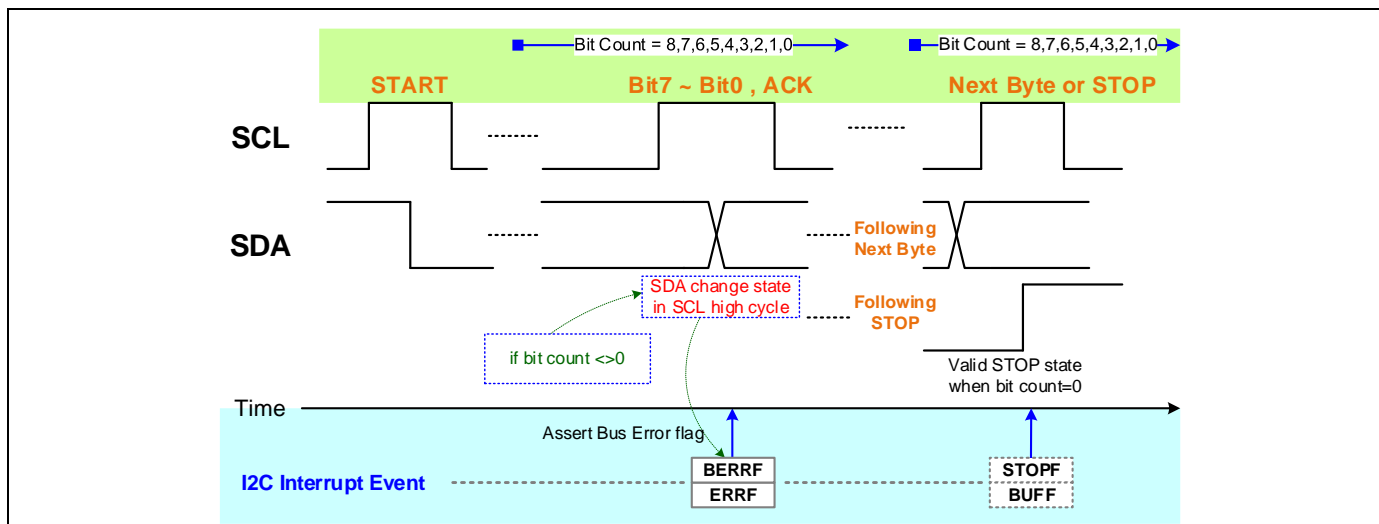 Bit Count = 8,7,6,5,4,3,2,1,0
Bit Count = 8,7,6,5,4,3,2,1,0
START
Bit7 ~ Bit0 , ACK
Next Byte or STOP
SCL
SDA
Following
Next Byte
SDA change state
in SCL high cycle
Following
STOP
if bit count <>0
Valid STOP state
when bit count=0
Time
Assert Bus Error flag
I2C Interrupt Event
BERRF
ERRF
STOPF
BUFF